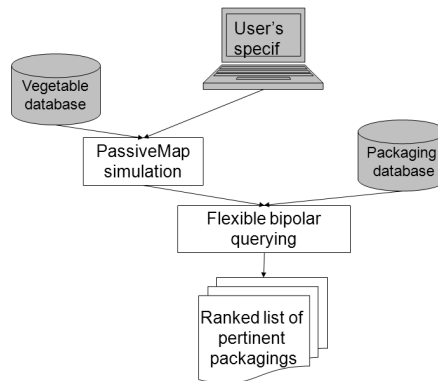 User's
specif
Vegetable
database
PassiveMap
simulation
Packaging
database
Flexible bipolar
querying
Ranked list of
pertinent
packagings